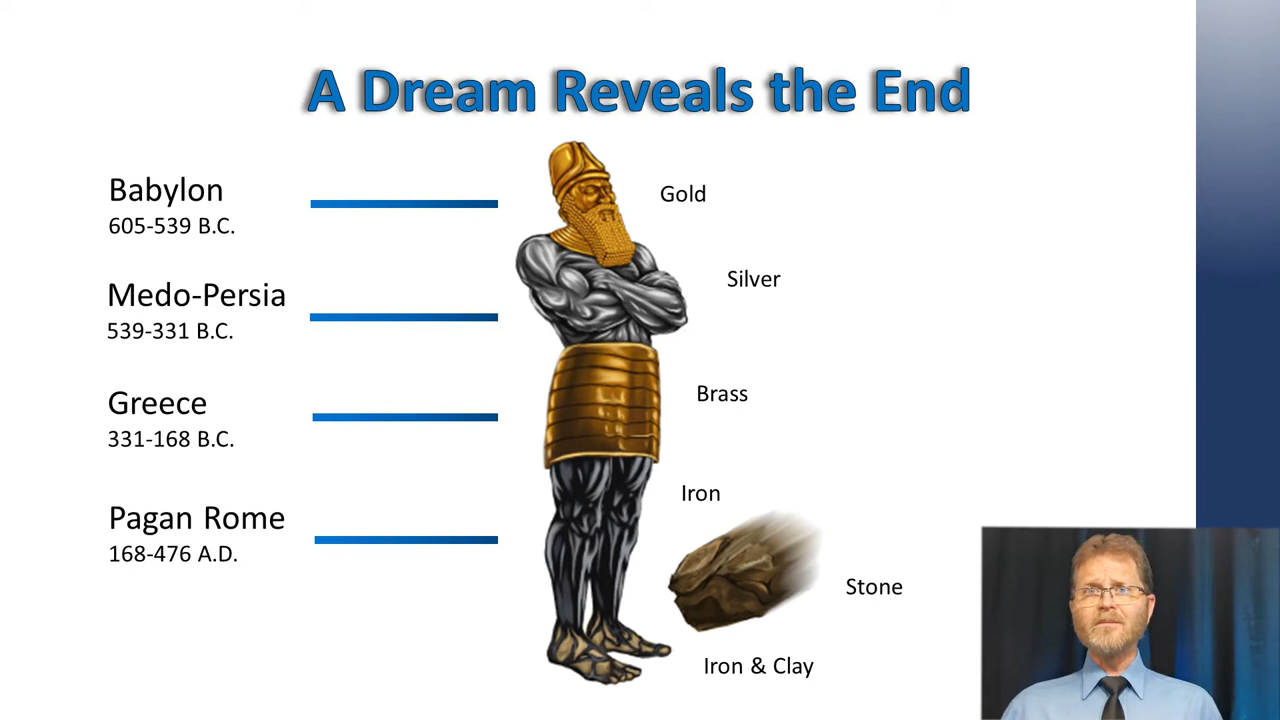 A Dream Reveals the End
Babylon
605-539 B.C.
Gold
Medo-Persia
539-331 B.C.
Silver
Greece
331-168 B.C.
Brass
Pagan Rome
168-476 A.D.
Iron
Stone
Iron & Clay